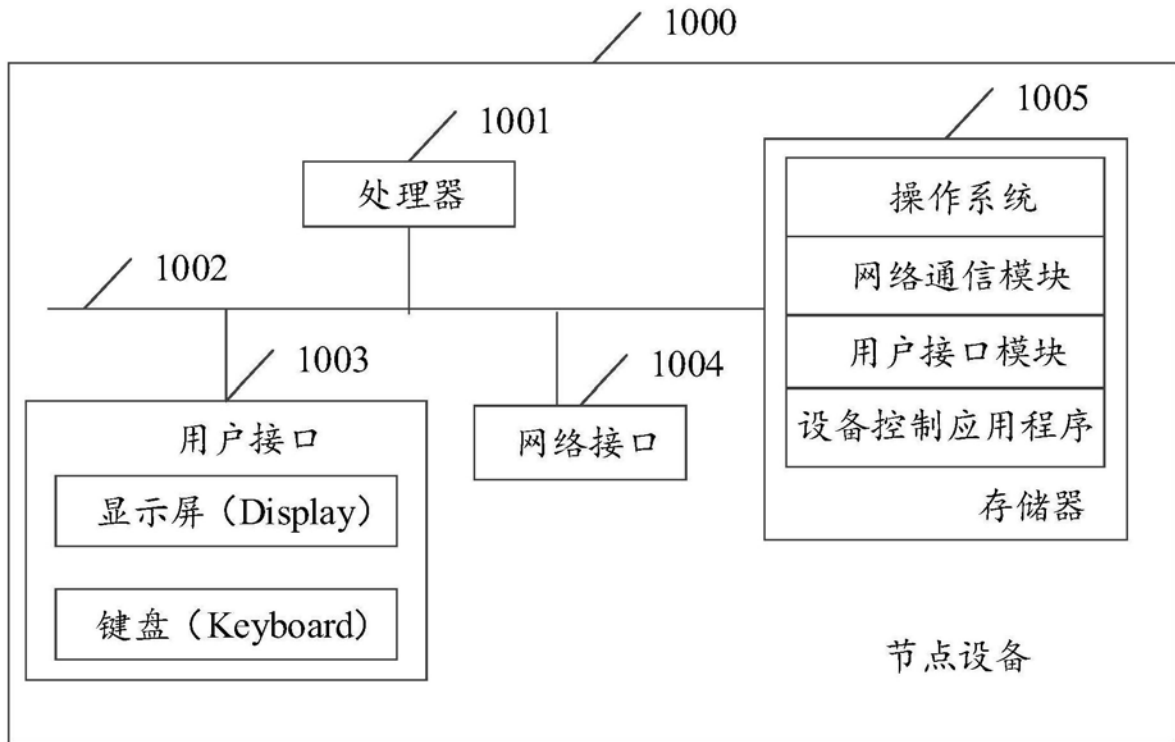 1000
1005
1001
处理器
操作系统
1002
网络通信模块
1003
用户接口模块
1004
用户接口
网络接口
设备控制应用程序
显示屏（Display）
存储器
键盘（Keyboard）
节点设备